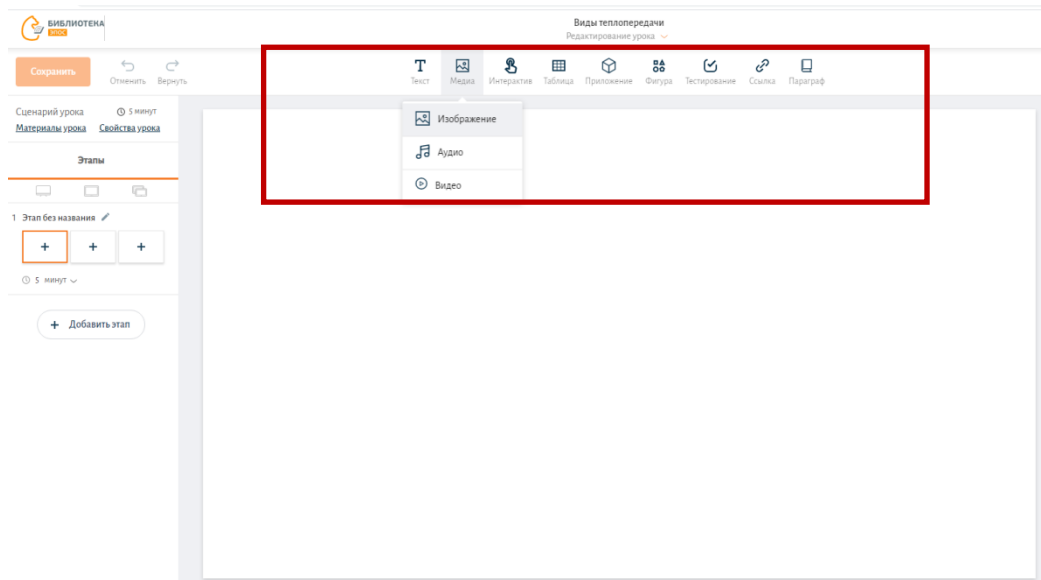 БИБЛИОТЕКА
ЭПОС
Виды теплопередачи
Редактирование урока
Сохранить
Отменить Вернуть
Текст Медиа Интерактив Таблица Приложение Фигура Тестирование Ссылка Параграф
Сценарий урока 5 минут
Материалы урока Свойства урока
Этапы
1 Этап без названия
+ + +
5 минут
+ Добавить этап
Изображение
Аудио
Видео